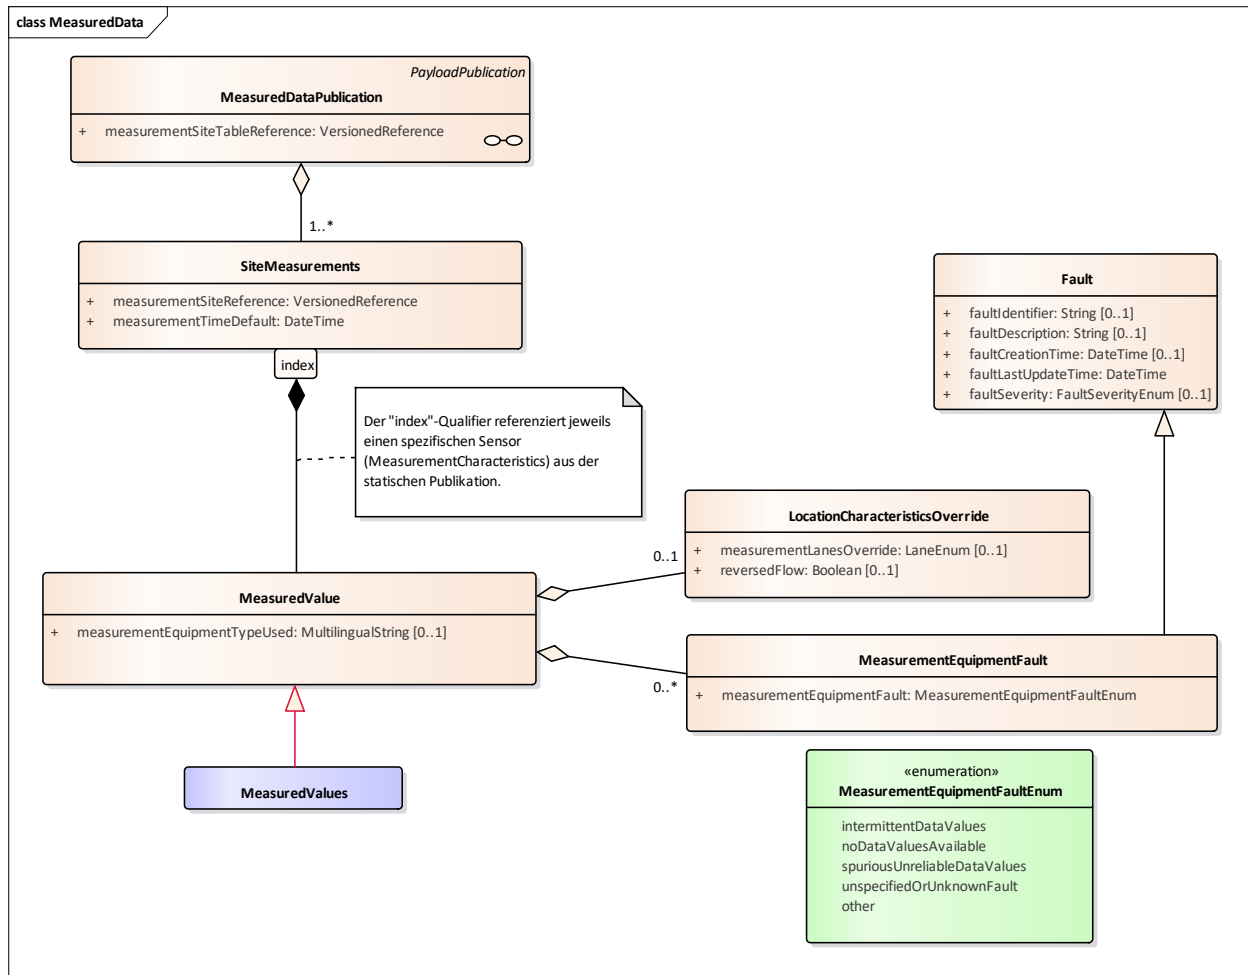 class MeasuredData
PayloadPublication
MeasuredDataPublication
+ measurementSiteTableReference: VersionedReference
1..*
SiteMeasurements
+ measurementSiteReference: VersionedReference
+ measurementTimeDefault: DateTime
index
Der "index"-Qualifier referenziert jeweils
einen spezifischen Sensor
(MeasurementCharacteristics) aus der
statischen Publikation.
Fault
+ faultIdentifier: String [0..1]
+ faultDescription: String [0..1]
+ faultCreationTime: DateTime [0..1]
+ faultLastUpdateTime: DateTime
+ faultSeverity: FaultSeverityEnum [0..1]
LocationCharacteristicsOverride
+ measurementLanesOverride: LaneEnum [0..1]
+ reversedFlow: Boolean [0..1]
0..1
MeasuredValue
+ measurementEquipmentTypeUsed: MultilingualString [0..1]
0..*
MeasurementEquipmentFault
+ measurementEquipmentFault: MeasurementEquipmentFaultEnum
MeasuredValues
«enumeration»
MeasurementEquipmentFaultEnum
intermittentDataValues
noDataValuesAvailable
spuriousUnreliableDataValues
unspecifiedOrUnknownFault
other